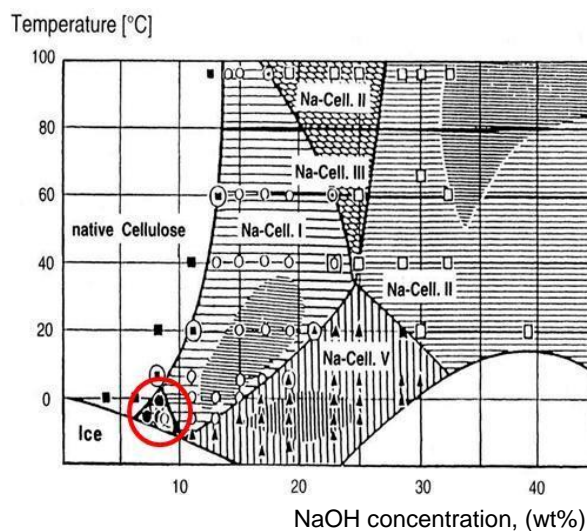 Temperature [°C]
100
Na-Cell. II
80
Na-Cell. III
60
native Cellulose
Na-Cell. I
40
Na-Cell. II
20
Na-Cell. V
0
Ice
10 20 30 40
NaOH concentration, (wt%)